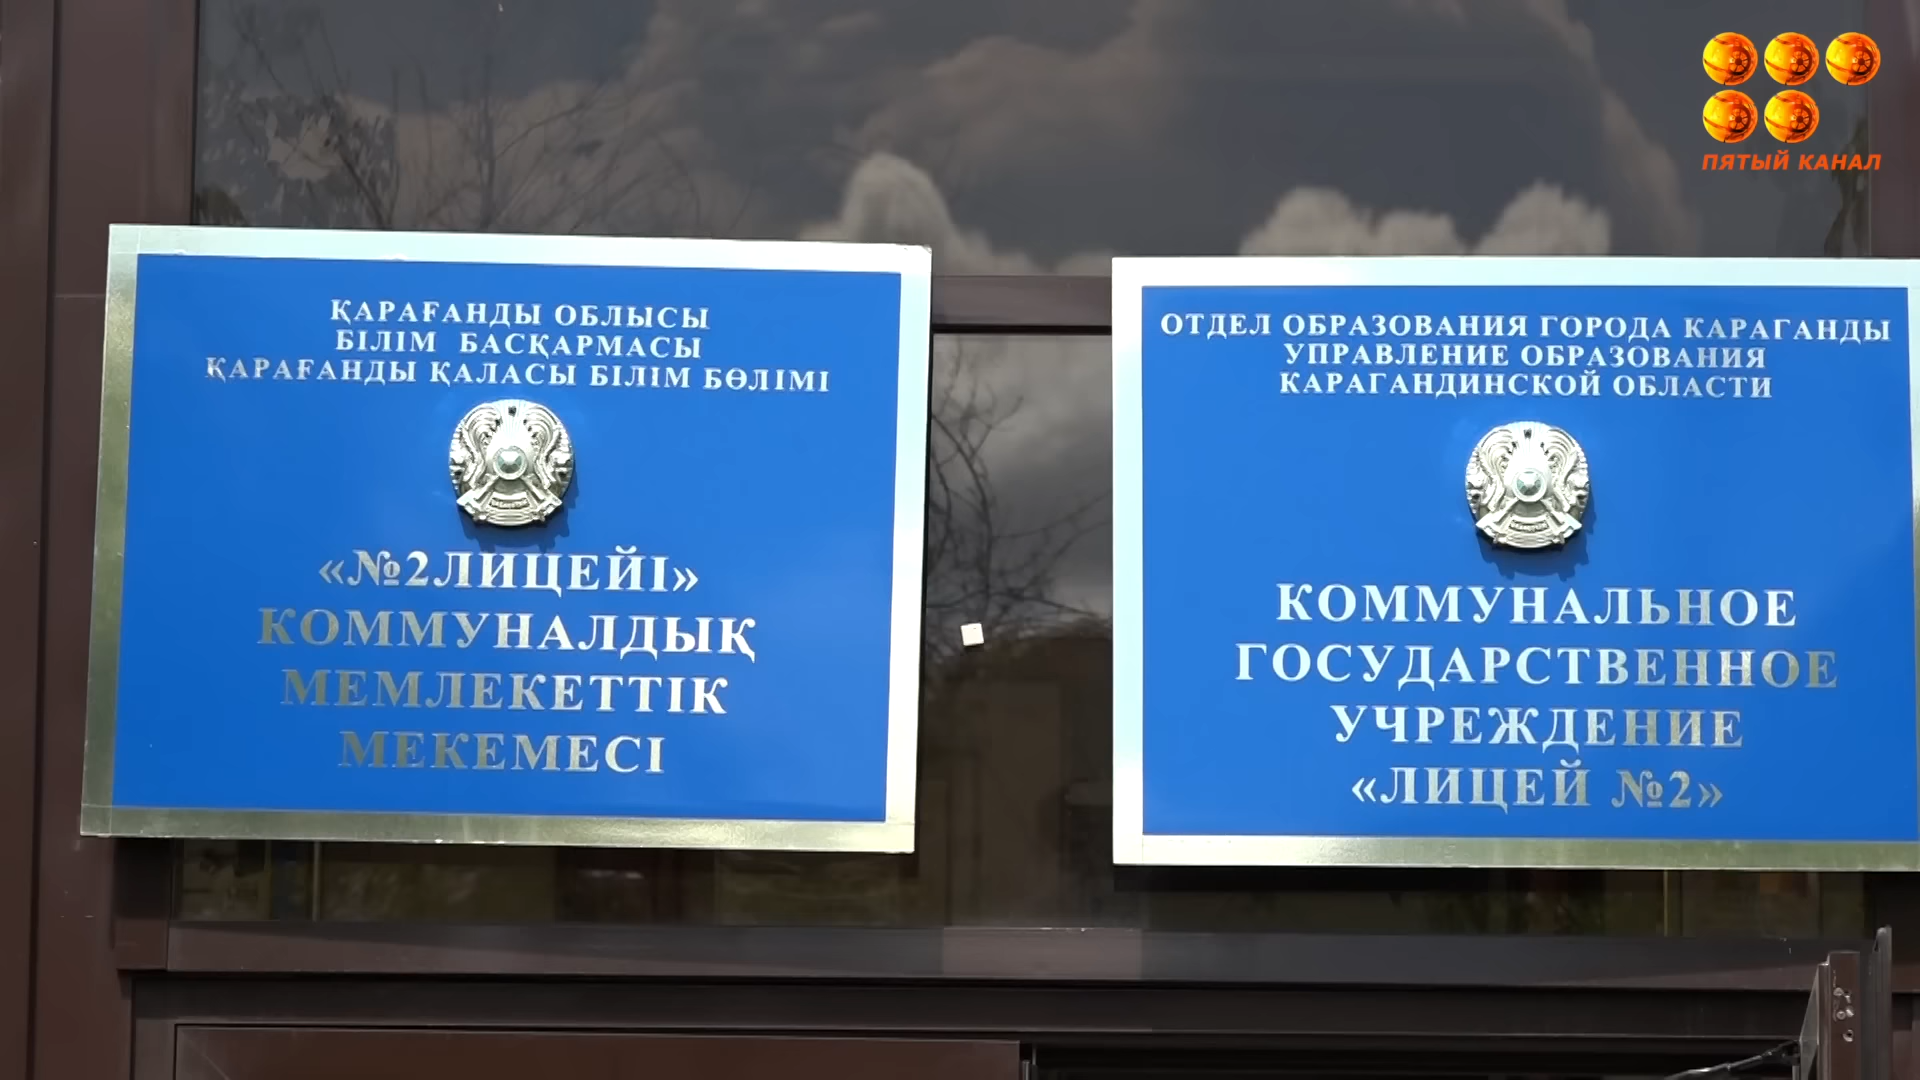 ҚАРАҒАНДЫ ОБЛЫСЫ
БІЛІМ БАСҚАРМАСЫ
ҚАРАҒАНДЫ ҚАЛАСЫ БІЛІМ БӨЛІМІ
«№2ЛИЦЕЙІ»
КОММУНАЛДЫҚ
МЕМЛЕКЕТТІК
МЕКЕМЕСІ
ОТДЕЛ ОБРАЗОВАНИЯ ГОРОДА КАРАГАНДЫ
УПРАВЛЕНИЕ ОБРАЗОВАНИЯ
КАРАГАНДИНСКОЙ ОБЛАСТИ
КОММУНАЛЬНОЕ
ГОСУДАРСТВЕННОЕ
УЧРЕЖДЕНИЕ
«ЛИЦЕЙ №2»
ПЯТЫЙ КАНАЛ